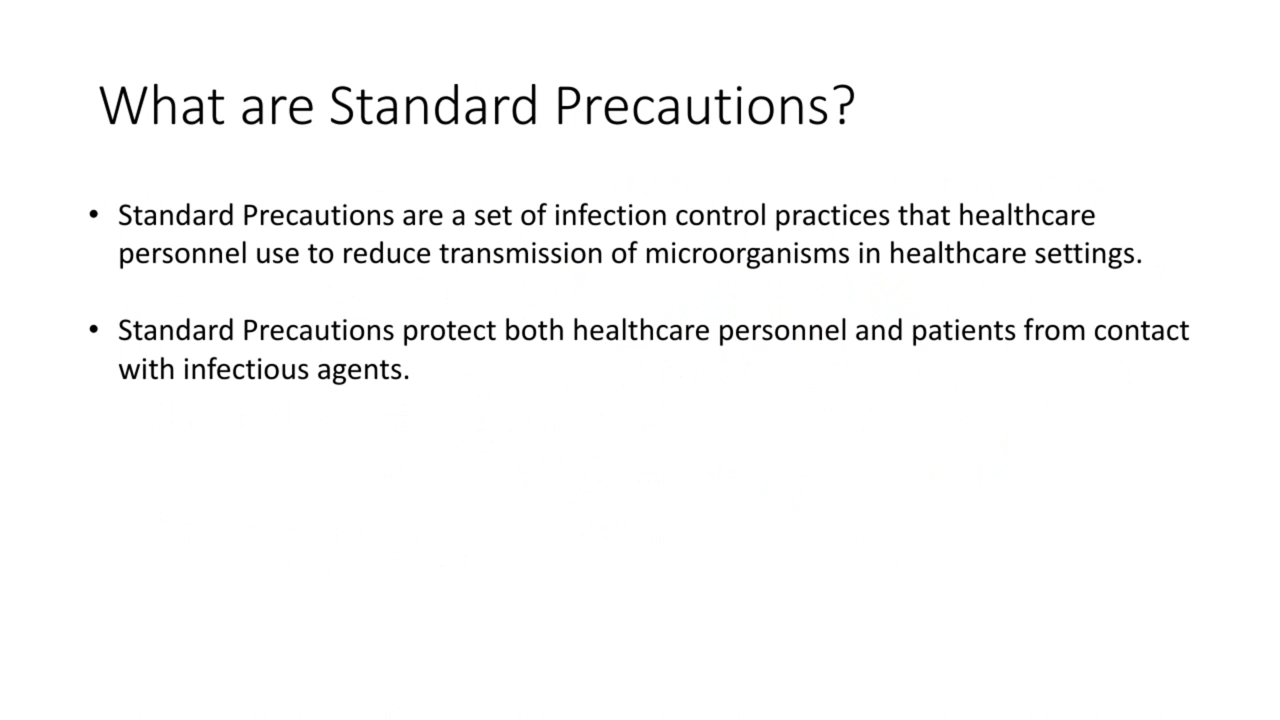 What are Standard Precautions?
• Standard Precautions are a set of infection control practices that healthcare
personnel use to reduce transmission of microorganisms in healthcare settings.
• Standard Precautions protect both healthcare personnel and patients from contact
with infectious agents.